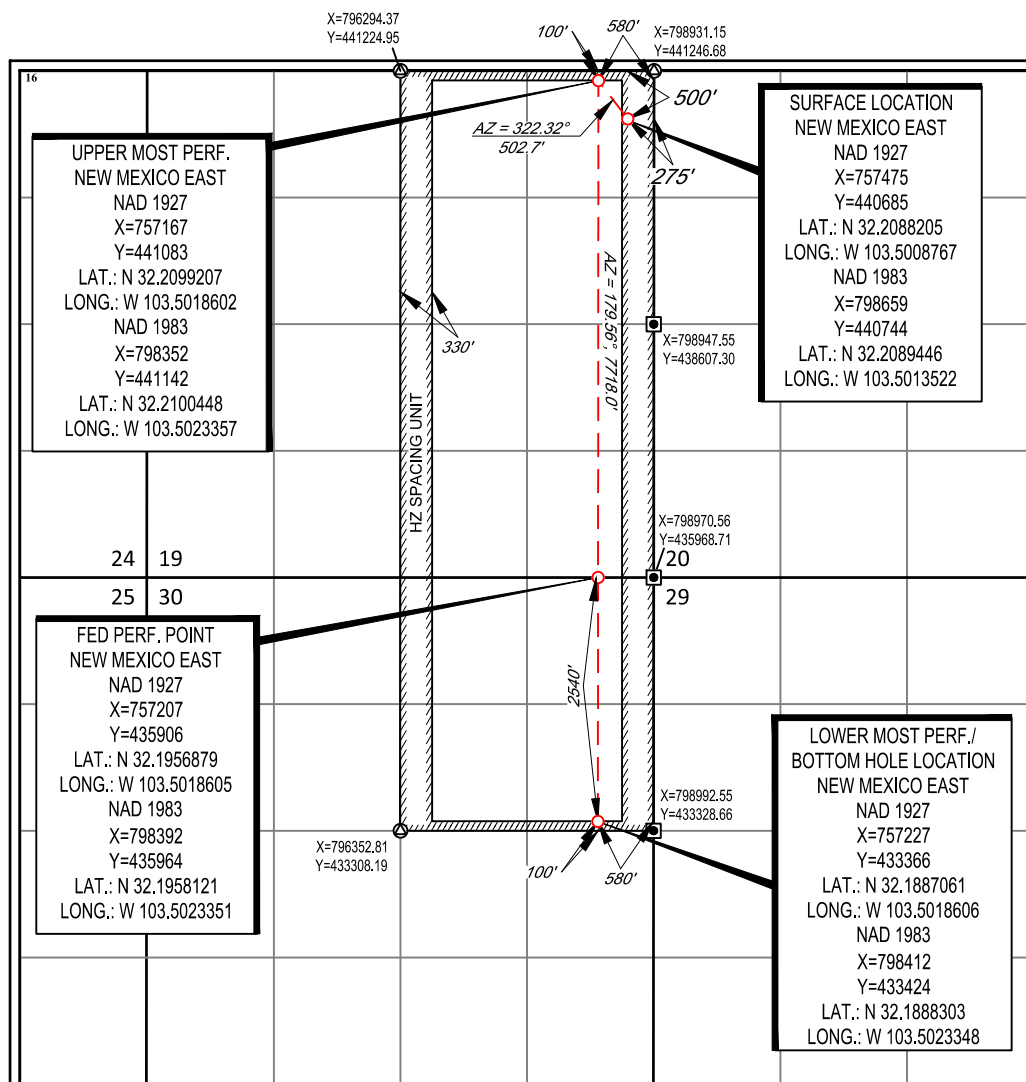 X=796294.37
Y=441224.95
100'
580'
X=798931.15
Y=441246.68
16
500'
AZ = 322.32°
502.7'
275'
UPPER MOST PERF.
NEW MEXICO EAST
NAD 1927
X=757167
Y=441083
LAT.: N 32.2099207
LONG.: W 103.5018602
NAD 1983
X=798352
Y=441142
LAT.: N 32.2100448
LONG.: W 103.5023357
SURFACE LOCATION
NEW MEXICO EAST
NAD 1927
X=757475
Y=440685
LAT.: N 32.2088205
LONG.: W 103.5008767
NAD 1983
X=798659
Y=440744
LAT.: N 32.2089446
LONG.: W 103.5013522
AZ = 179.56°, 7718.0'
330'
X=798947.55
Y=438607.30
HZ SPACING UNIT
X=798970.56
Y=435968.71
24 19
20
25 30
29
FED PERF. POINT
NEW MEXICO EAST
NAD 1927
X=757207
Y=435906
LAT.: N 32.1956879
LONG.: W 103.5018605
NAD 1983
X=798392
Y=435964
LAT.: N 32.1958121
LONG.: W 103.5023351
2540'
LOWER MOST PERF./
BOTTOM HOLE LOCATION
NEW MEXICO EAST
NAD 1927
X=757227
Y=433366
LAT.: N 32.1887061
LONG.: W 103.5018606
NAD 1983
X=798412
Y=433424
LAT.: N 32.1888303
LONG.: W 103.5023348
X=798992.55
Y=433328.66
X=796352.81
Y=433308.19
100'
580'